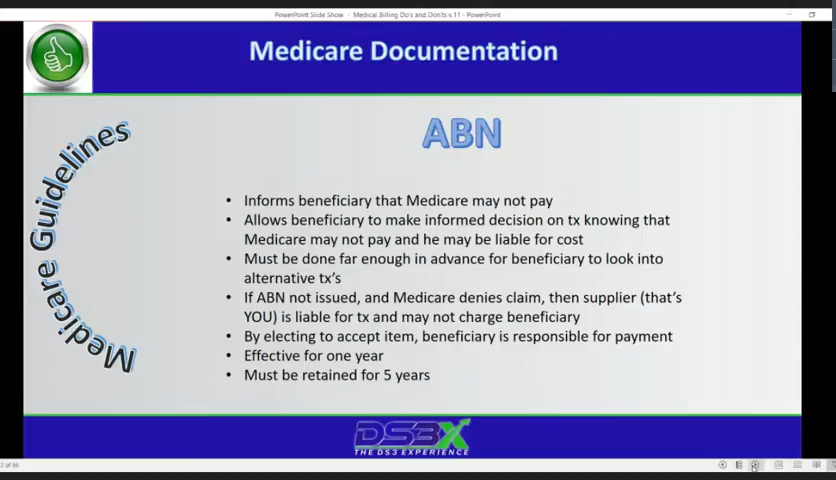 PowerPoint Slide Show - Medical Billing Do's and Don'ts v.11 - PowerPoint
Medicare Documentation
Medicare Guidelines
ABN
• Informs beneficiary that Medicare may not pay
• Allows beneficiary to make informed decision on tx knowing that
Medicare may not pay and he may be liable for cost
• Must be done far enough in advance for beneficiary to look into
alternative tx's
• If ABN not issued, and Medicare denies claim, then supplier (that's
YOU) is liable for tx and may not charge beneficiary
• By electing to accept item, beneficiary is responsible for payment
• Effective for one year
• Must be retained for 5 years
DS3X
THE DS3 EXPERIENCE